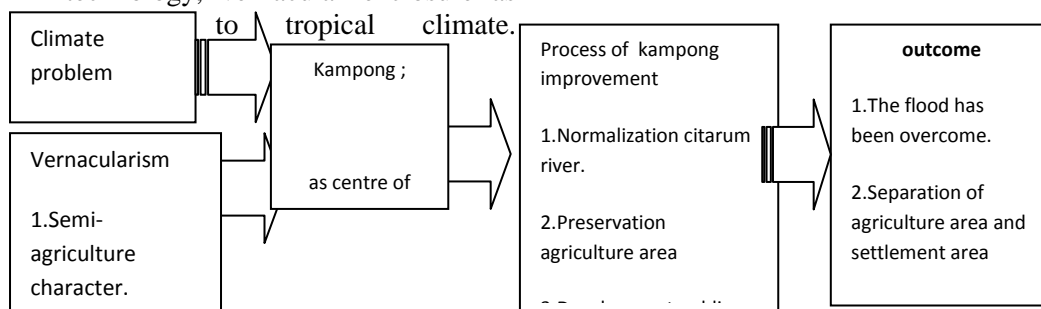 to tropical climate.
Climate
problem
Vernacularism
1.Semi-
agriculture
character.
Kampong ;
as centre of
Process of kampong
improvement
1.Normalization citarum
river.
2.Preservation
agriculture area
outcome
1.The flood has
been overcome.
2.Separation of
agriculture area and
settlement area